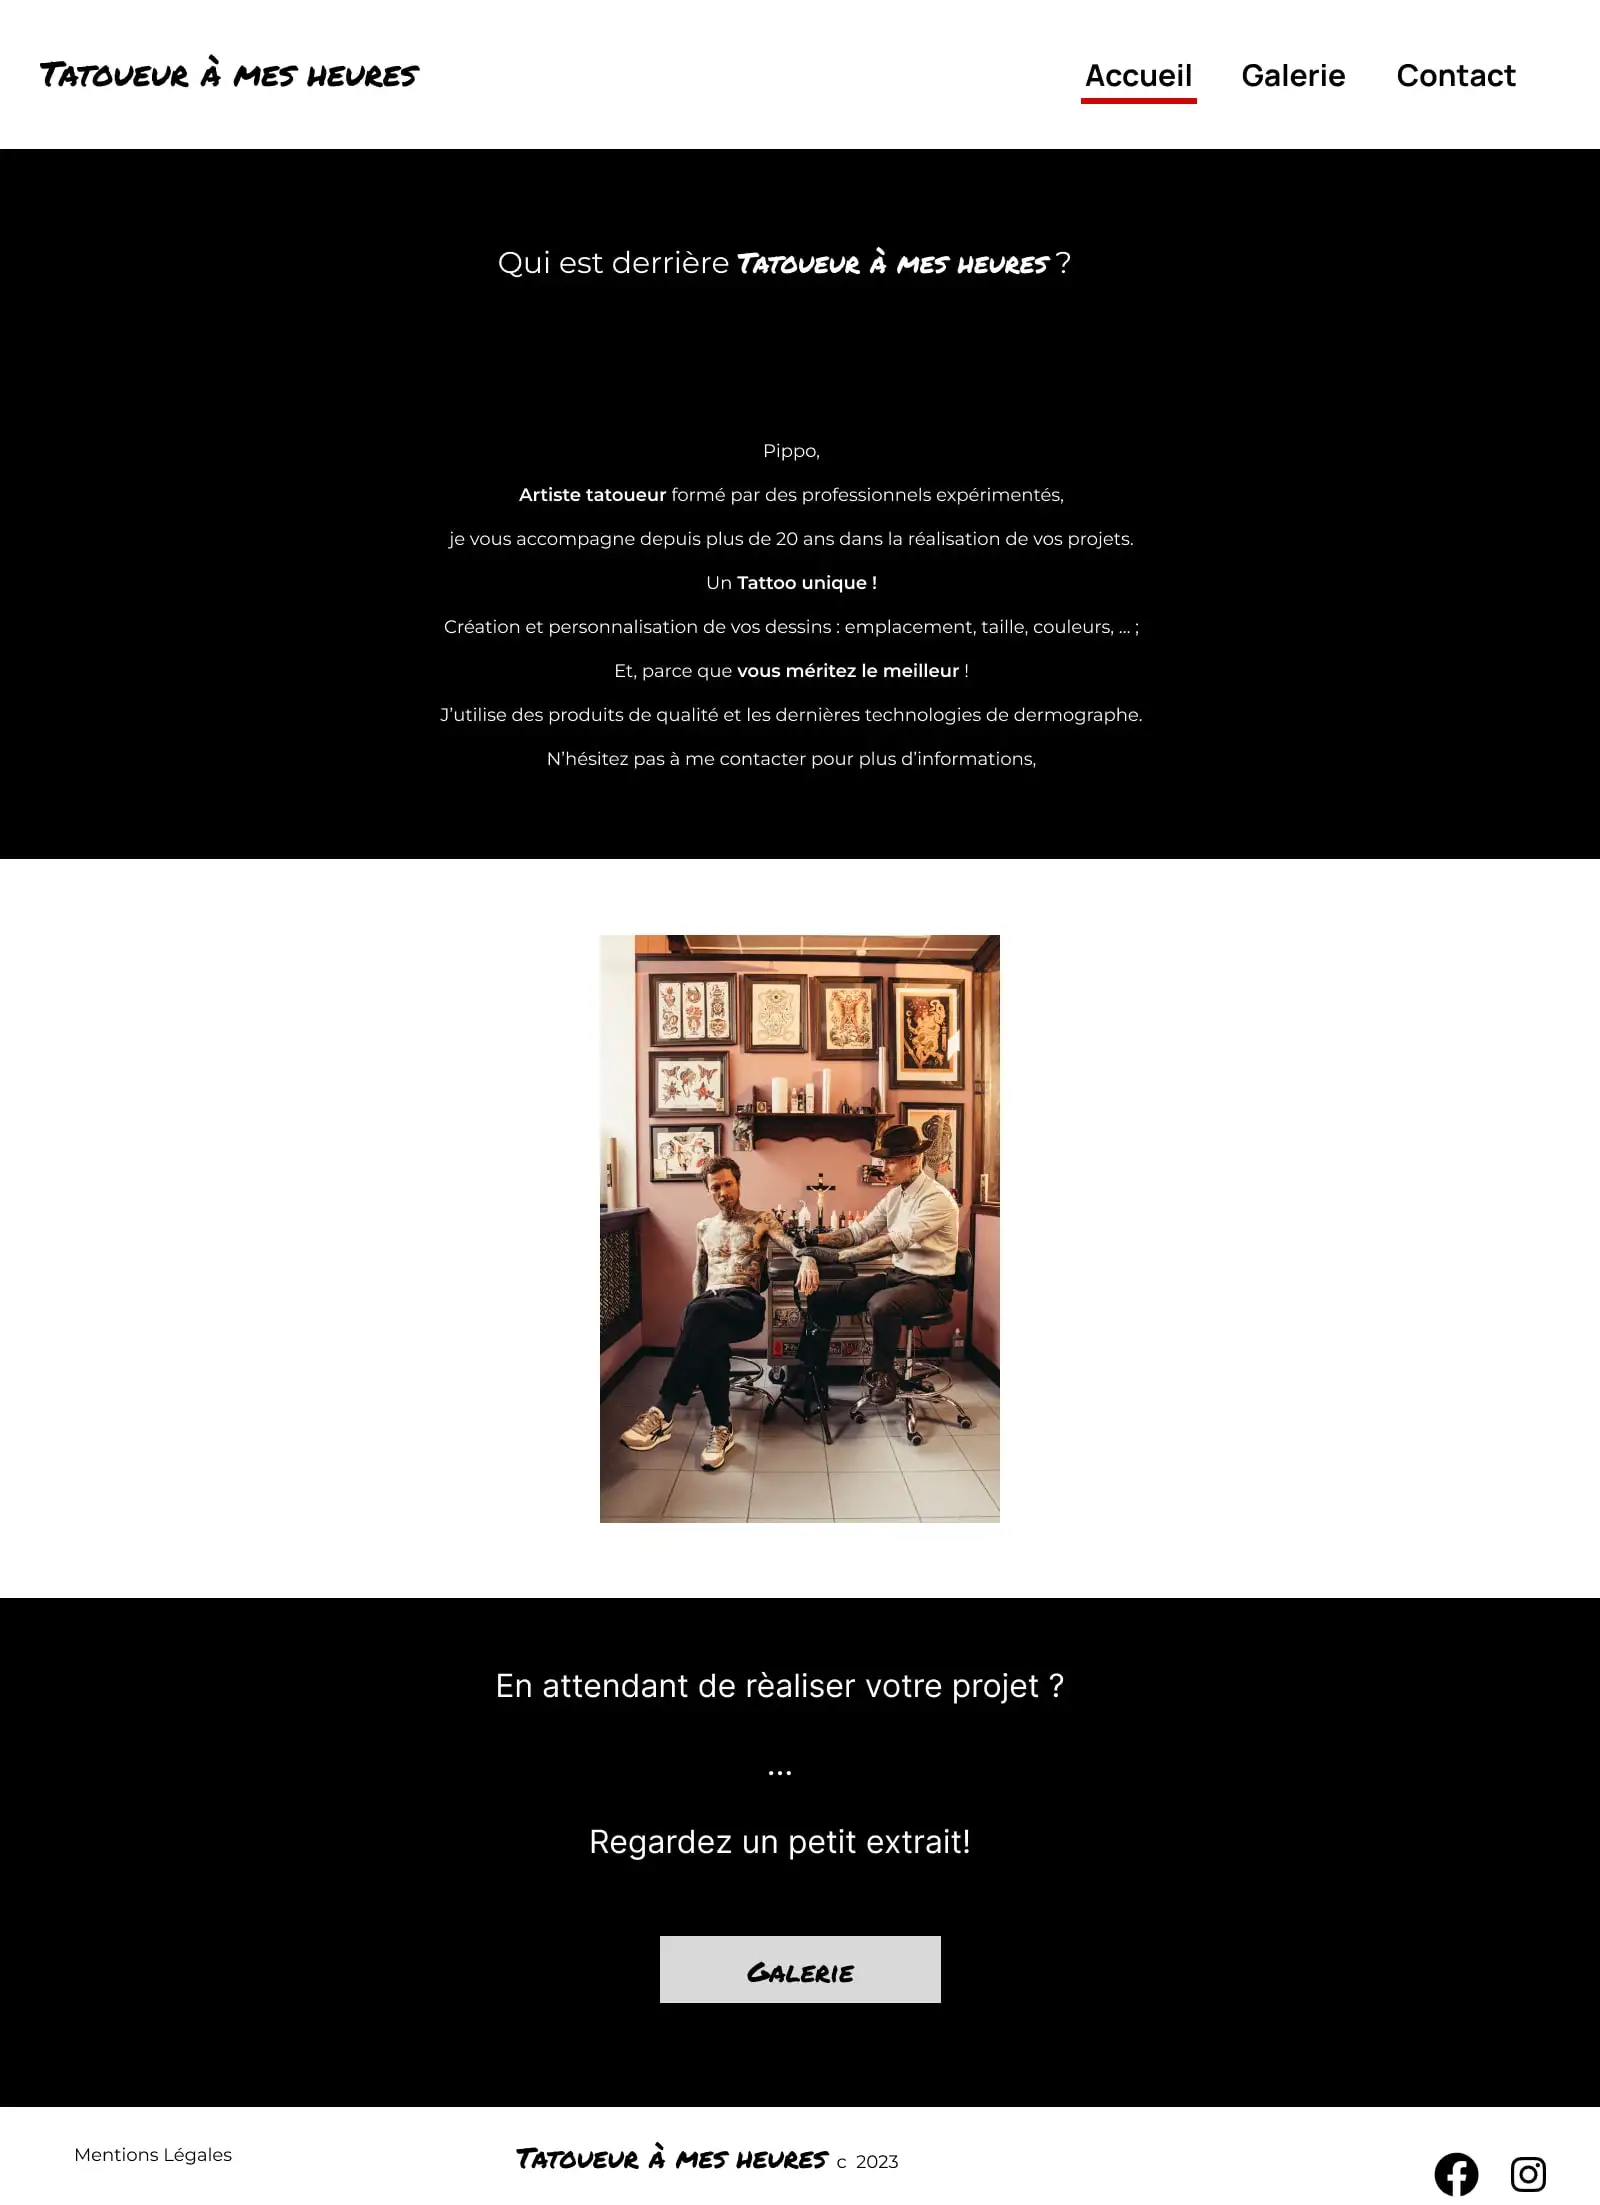 Tatoueur à mes heures
Accueil Galerie Contact
Qui est derrière Tatoueur à mes heures ?
Pippo,
Artiste tatoueur formé par des professionnels expérimentés,
je vous accompagne depuis plus de 20 ans dans la réalisation de vos projets.
Un Tattoo unique !
Création et personnalisation de vos dessins : emplacement, taille, couleurs, ... ;
Et, parce que vous méritez le meilleur !
J’utilise des produits de qualité et les dernières technologies de dermographe.
N’hésitez pas à me contacter pour plus d’informations,
En attendant de rèaliser votre projet ?
...
Regardez un petit extrait!
Galerie
Mentions Légales
Tatoueur à mes heures c 2023